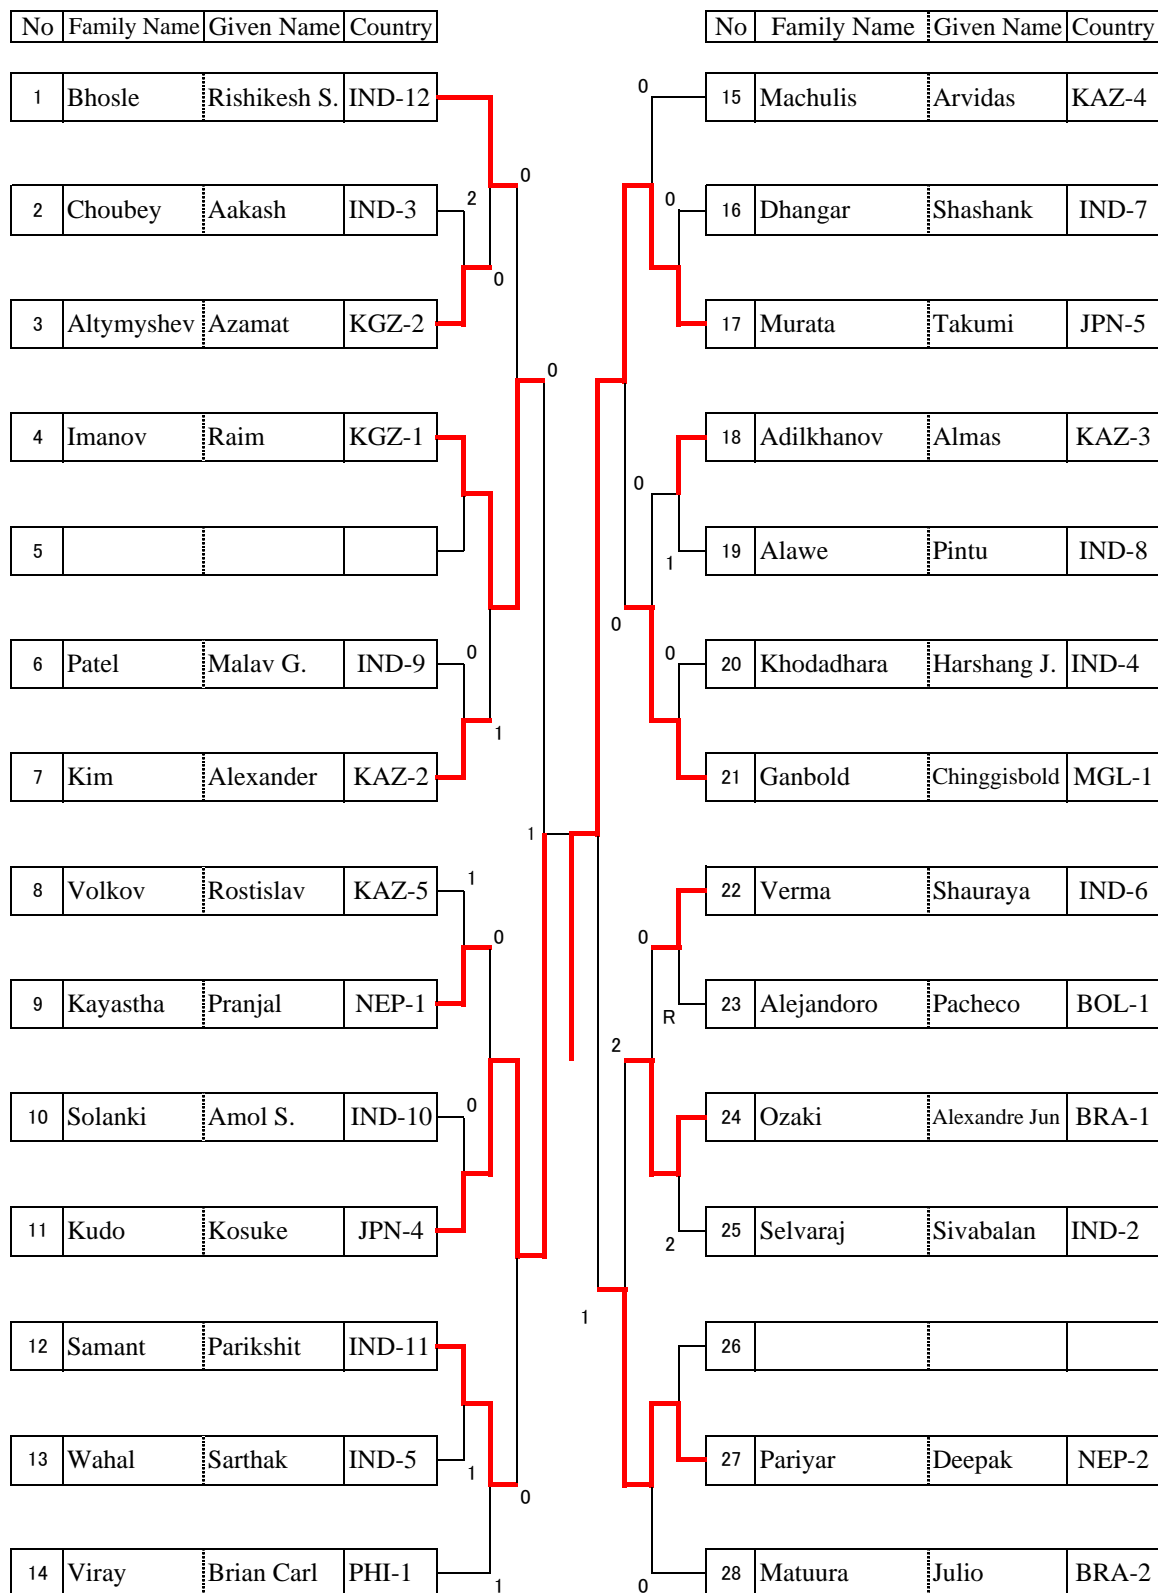 No Family Name Given Name Country
1 Bhosle Rishikesh S. IND-12
0
2 Choubey Aakash IND-3
2
0
3 Altymyshev Azamat KGZ-2
0
4 Imanov Raim KGZ-1
5
6 Patel Malav G. IND-9
0
1
7 Kim Alexander KAZ-2
1
8 Volkov Rostislav KAZ-5
1
0
9 Kayastha Pranjal NEP-1
10 Solanki Amol S. IND-10
0
11 Kudo Kosuke JPN-4
12 Samant Parikshit IND-11
13 Wahal Sarthak IND-5
1
0
14 Viray Brian Carl PHI-1
1
No Family Name Given Name Country
0
15 Machulis Arvidas KAZ-4
0
16 Dhangar Shashank IND-7
17 Murata Takumi JPN-5
18 Adilkhanov Almas KAZ-3
0
19 Alawe Pintu IND-8
1
0
0
20 Khodadhara Harshang J. IND-4
21 Ganbold Chinggisbold MGL-1
22 Verma Shauraya IND-6
0
23 Alejandoro Pacheco BOL-1
R
2
24 Ozaki Alexandre Jun BRA-1
25 Selvaraj Sivabalan IND-2
2
1
26
27 Pariyar Deepak NEP-2
28 Matuura Julio BRA-2
0